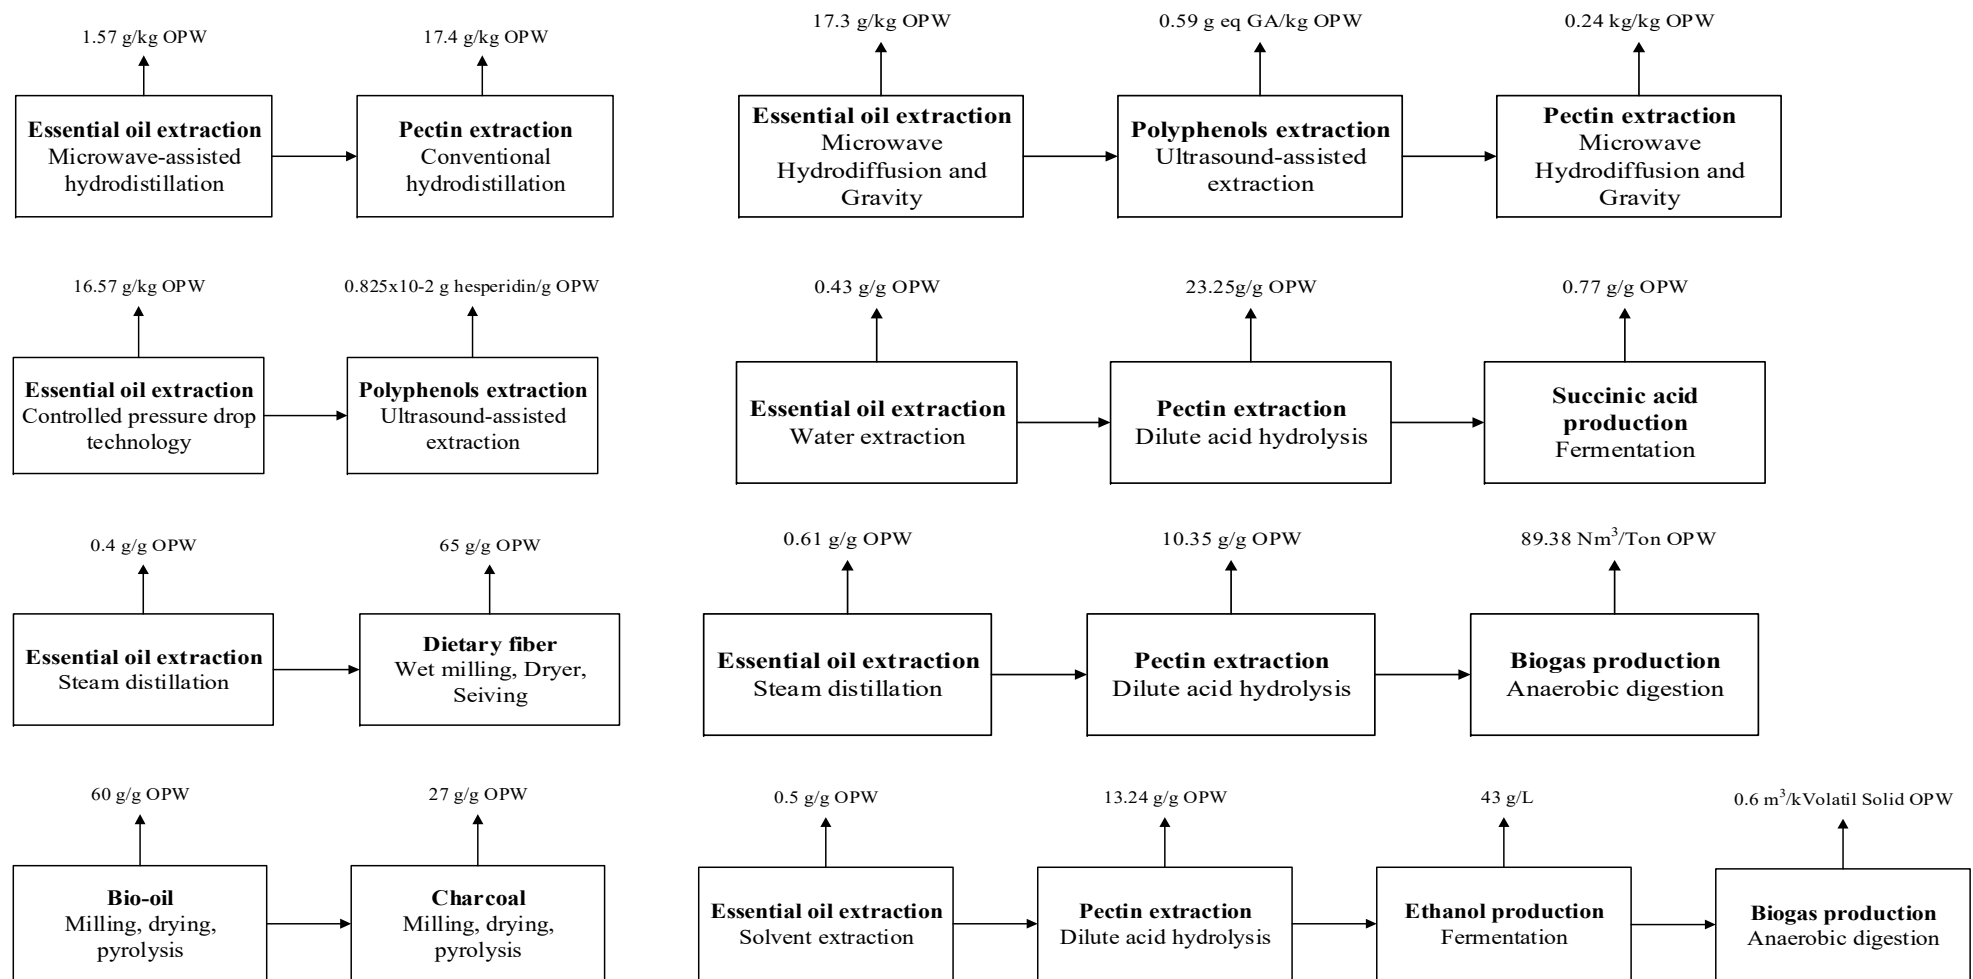 1.57 g/kg OPW
17.4 g/kg OPW
Essential oil extraction
Microwave-assisted
hydrodistillation
Pectin extraction
Conventional
hydrodistillation
17.3 g/kg OPW
0.59 g eq GA/kg OPW
0.24 kg/kg OPW
Essential oil extraction
Microwave
Hydrodiffusion and
Gravity
Polyphenols extraction
Ultrasound-assisted
extraction
Pectin extraction
Microwave
Hydrodiffusion and
Gravity
16.57 g/kg OPW
0.825x10-2 g hesperidin/g OPW
Essential oil extraction
Controlled pressure drop
technology
Polyphenols extraction
Ultrasound-assisted
extraction
0.43 g/g OPW
23.25g/g OPW
0.77 g/g OPW
Essential oil extraction
Water extraction
Pectin extraction
Dilute acid hydrolysis
Succinic acid
production
Fermentation
0.4 g/g OPW
65 g/g OPW
Essential oil extraction
Steam distillation
Dietary fiber
Wet milling, Dryer,
Seiving
0.61 g/g OPW
10.35 g/g OPW
89.38 Nm³/Ton OPW
Essential oil extraction
Steam distillation
Pectin extraction
Dilute acid hydrolysis
Biogas production
Anaerobic digestion
60 g/g OPW
27 g/g OPW
Bio-oil
Milling, drying,
pyrolysis
Charcoal
Milling, drying,
pyrolysis
0.5 g/g OPW
13.24 g/g OPW
43 g/L
0.6 m³/kVolatil Solid OPW
Essential oil extraction
Solvent extraction
Pectin extraction
Dilute acid hydrolysis
Ethanol production
Fermentation
Biogas production
Anaerobic digestion